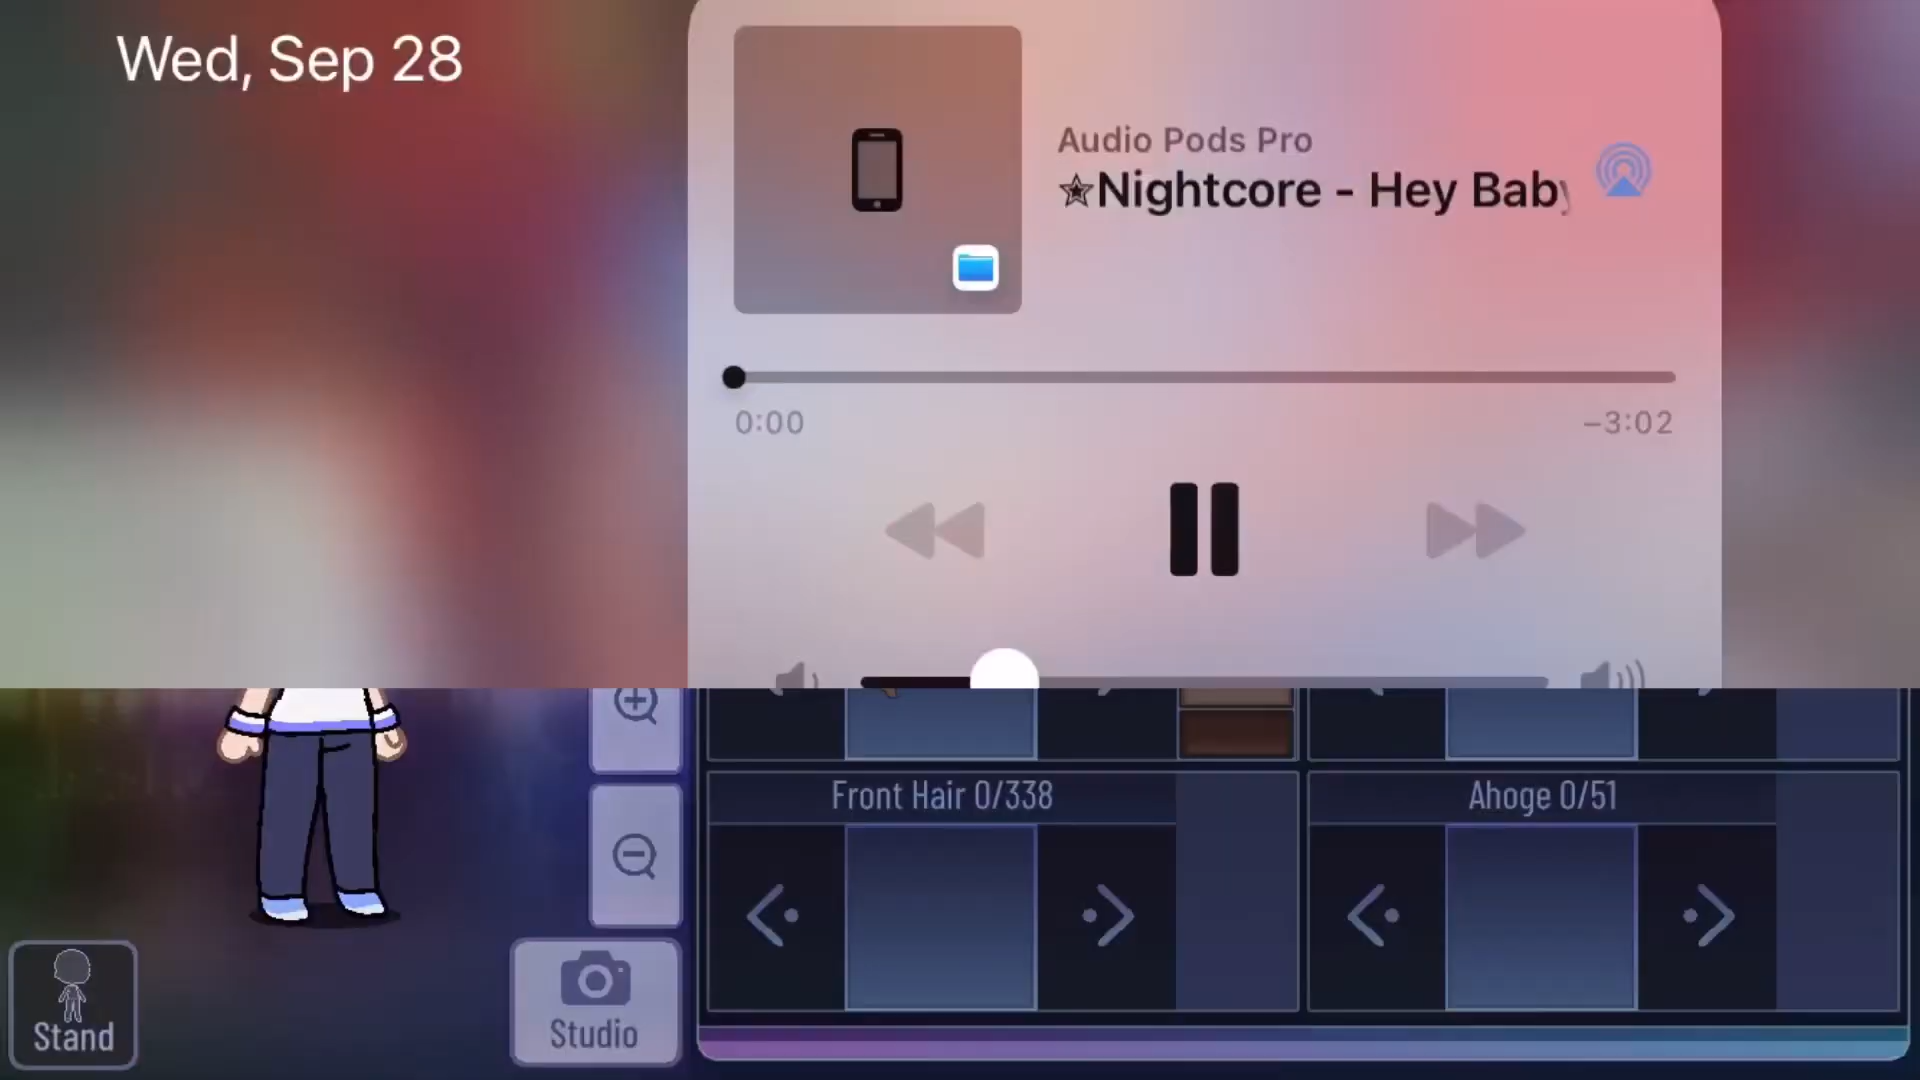 Wed, Sep 28
Audio Pods Pro
✮Nightcore - Hey Baby
0:00
–3:02
Front Hair 0/338
Ahoge 0/51
Stand
Studio